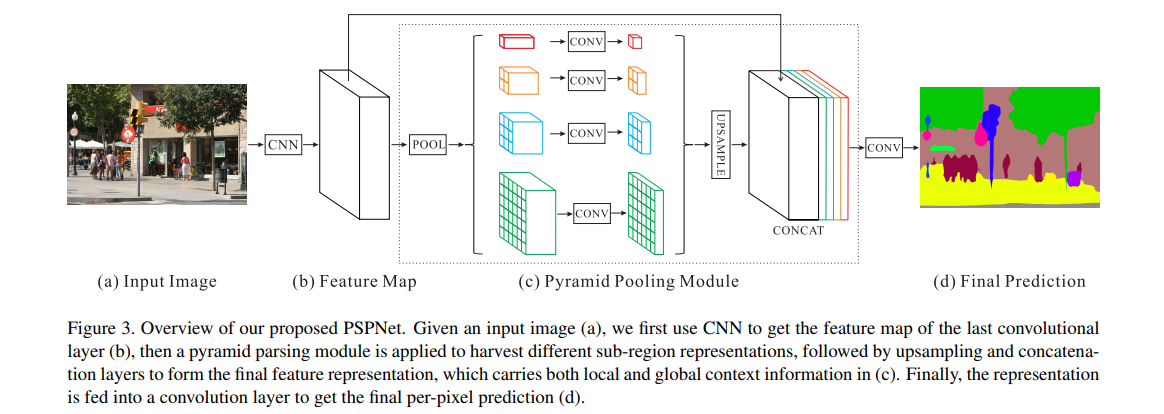 CNN
POOL
CONV
CONV
CONV
CONV
UPSAMPLE
CONCAT
CONV
(a) Input Image
(b) Feature Map
(c) Pyramid Pooling Module
(d) Final Prediction
Figure 3. Overview of our proposed PSPNet. Given an input image (a), we first use CNN to get the feature map of the last convolutional
layer (b), then a pyramid parsing module is applied to harvest different sub-region representations, followed by upsampling and concatena-
tion layers to form the final feature representation, which carries both local and global context information in (c). Finally, the representation
is fed into a convolution layer to get the final per-pixel prediction (d).